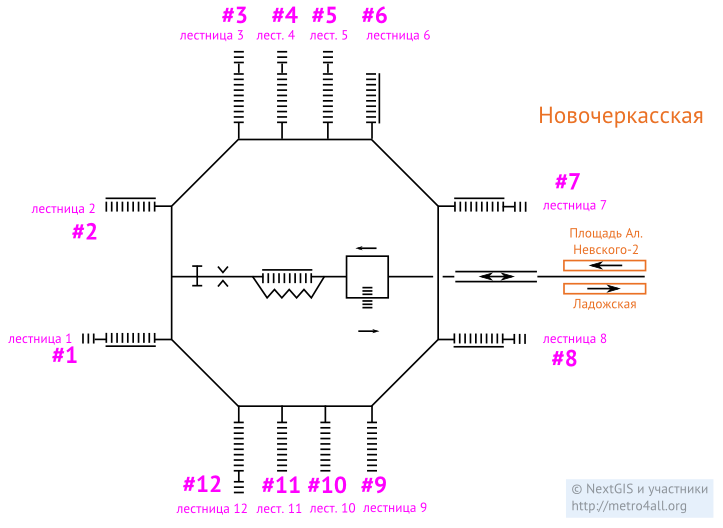 #3 #4 #5 #6
лестница 3 лест. 4 лест. 5 лестница 6
Новочеркасская
#7
лестница 2 лестница 7
#2
Площадь Ал.
Невского-2
Ладожская
лестница 1 лестница 8
#1 #8
#12 #11 #10 #9
лестница 12 лест. 11 лест. 10 лестница 9
© NextGIS и участники
http://metro4all.org